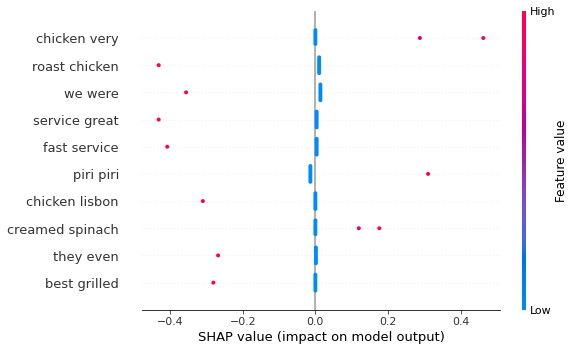 High
chicken very
roast chicken
we were
service great
fast service
piri piri
chicken lisbon
creamed spinach
they even
best grilled
Feature value
Low
−0.4 −0.2 0.0 0.2 0.4
SHAP value (impact on model output)